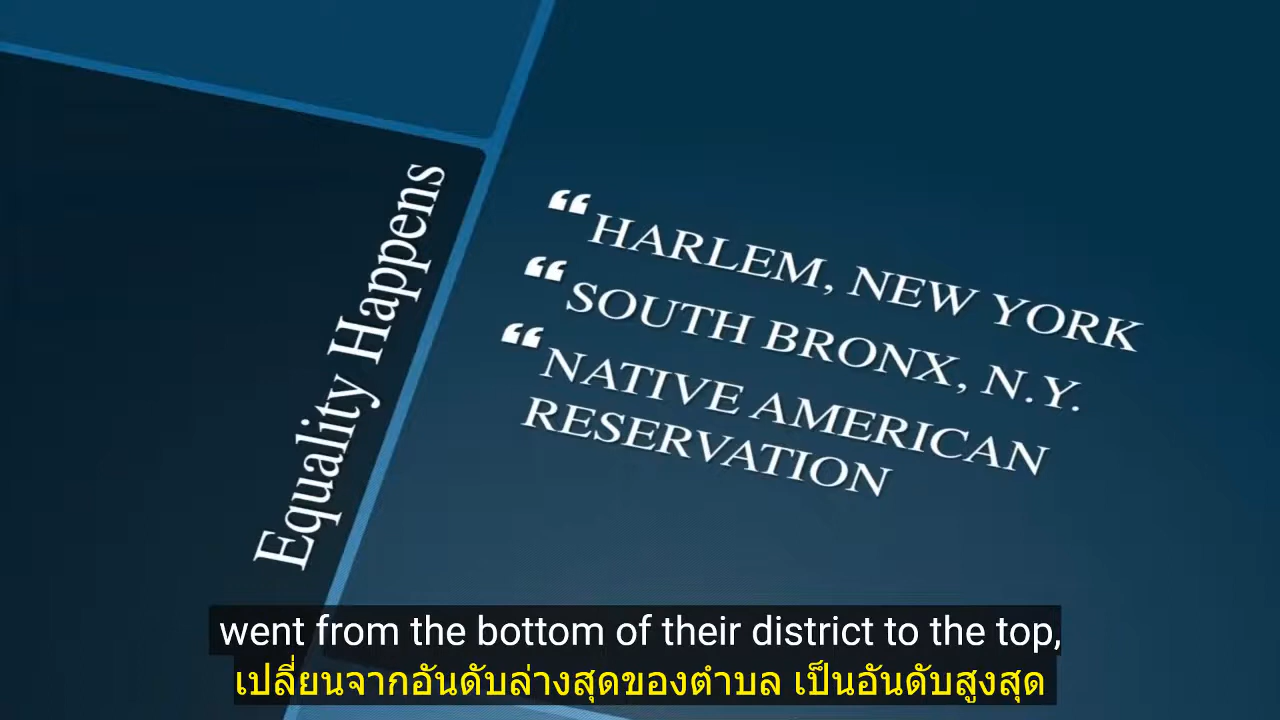 Equality Happens
“HARLEM, NEW YORK
“SOUTH BRONX, N.Y.
“NATIVE AMERICAN
RESERVATION
went from the bottom of their district to the top,
เปลี่ยนจากอันดับล่างสุดของตำบล เป็นอันดับสูงสุด